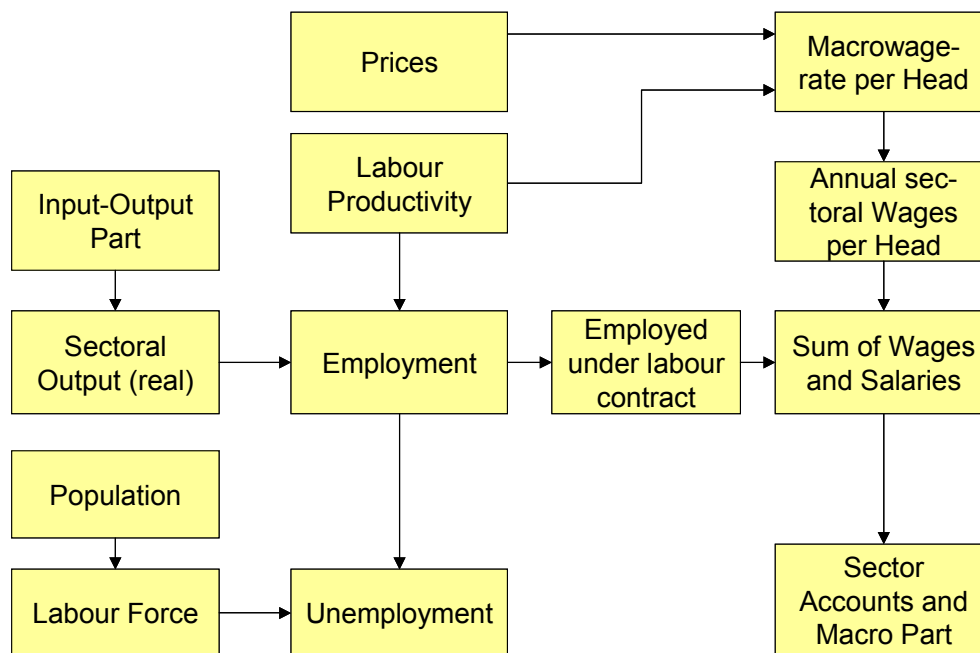 Prices
Macrowage-
rate per Head
Labour
Productivity
Input-Output
Part
Annual sec-
toral Wages
per Head
Sectoral
Output (real)
Employment
Employed
under labour
contract
Sum of Wages
and Salaries
Population
Labour Force
Unemployment
Sector
Accounts and
Macro Part